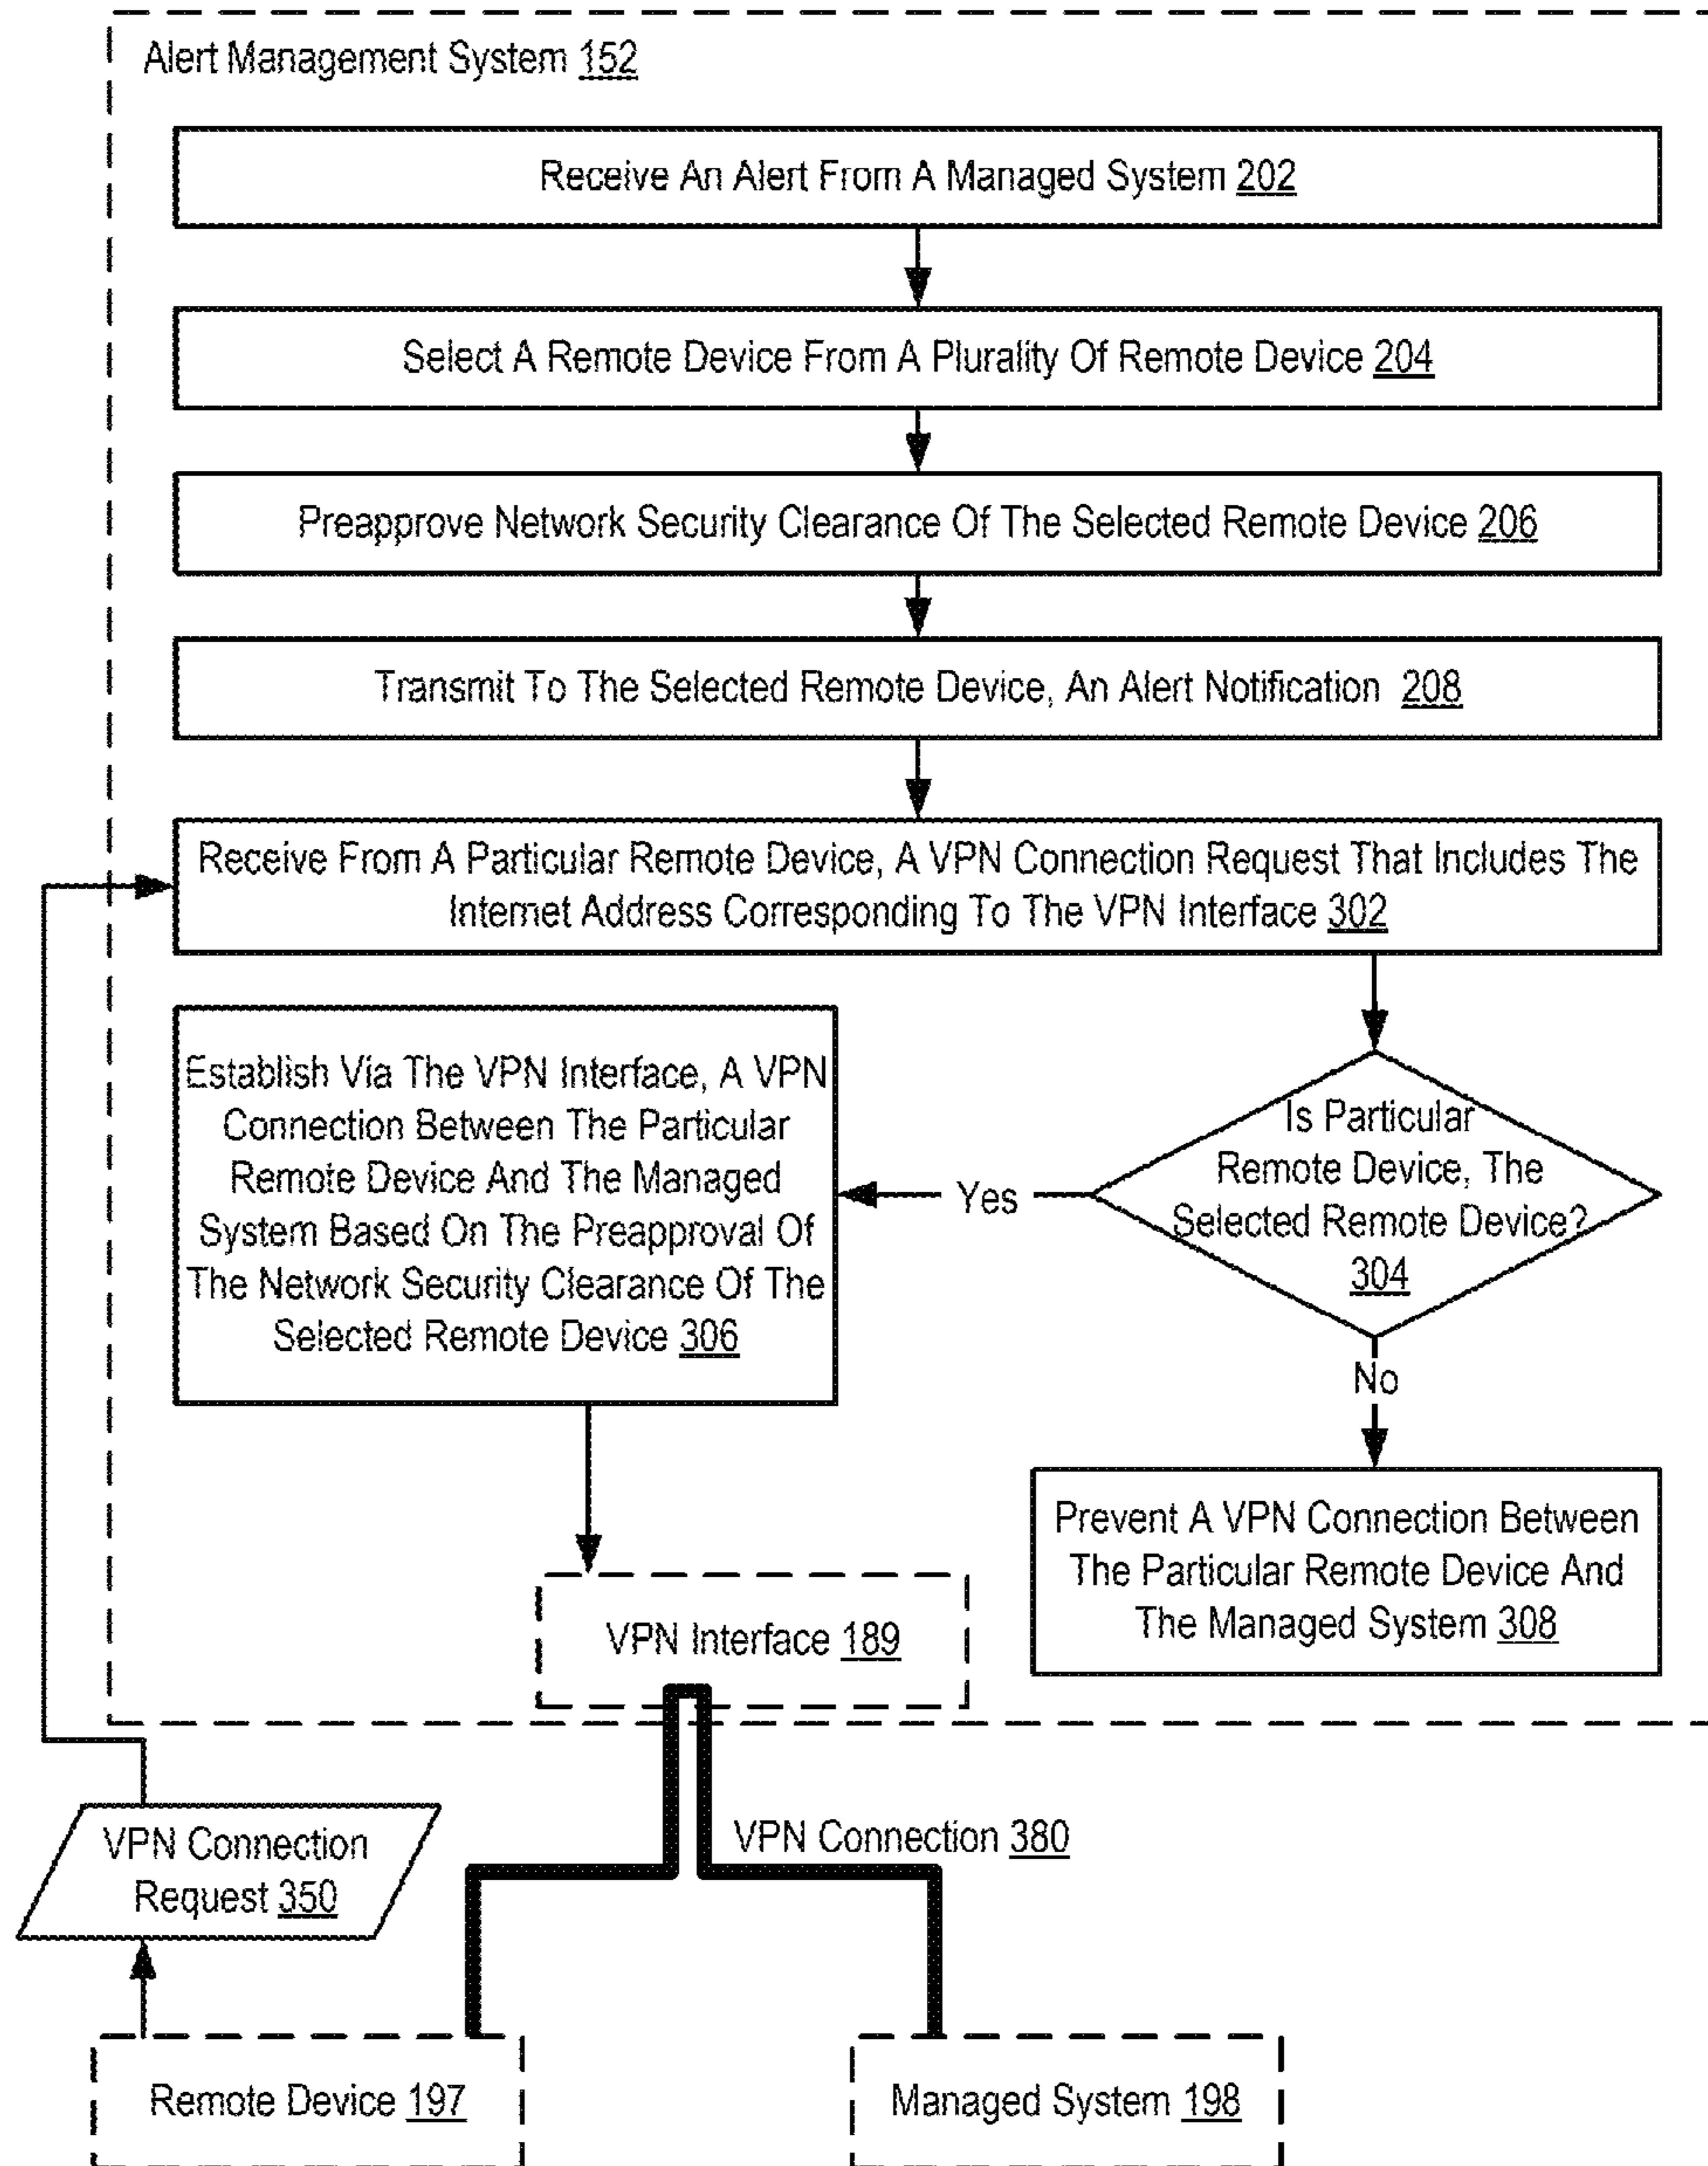 Alert Management System 152
Receive An Alert From A Managed System 202
Select A Remote Device From A Plurality Of Remote Device 204
Preapprove Network Security Clearance Of The Selected Remote Device 206
Transmit To The Selected Remote Device, An Alert Notification 208
Receive From A Particular Remote Device, A VPN Connection Request That Includes The
Internet Address Corresponding To The VPN Interface 302
Establish Via The VPN Interface, A VPN
Connection Between The Particular
Remote Device And The Managed
System Based On The Preapproval Of
The Network Security Clearance Of The
Selected Remote Device 306
Yes
Is Particular
Remote Device, The
Selected Remote Device?
304
No
Prevent A VPN Connection Between
The Particular Remote Device And
The Managed System 308
VPN Interface 189
VPN Connection
Request 350
VPN Connection 380
Remote Device 197
Managed System 198